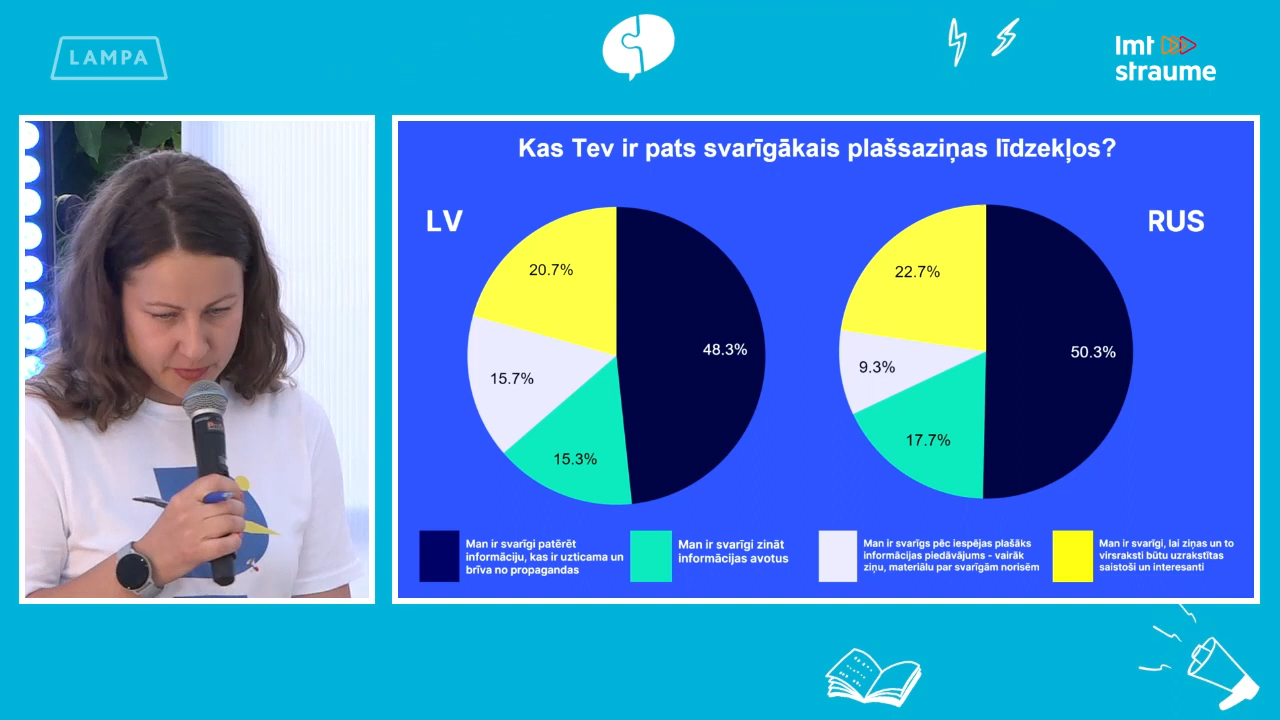 LAMPA
lmt
straume
Kas Tev ir pats svarīgākais plašsaziņas līdzekļos?
LV
RUS
20.7%
48.3%
15.7%
15.3%
22.7%
50.3%
9.3%
17.7%
Man ir svarīgi patērēt
informāciju, kas ir uzticama un
brīva no propagandas
Man ir svarīgi zināt
informācijas avotus
Man ir svarīgs pēc iespējas plašāks
informācijas piedāvājums - vairāk
ziņu, materiālu par svarīgām norisēm
Man ir svarīgi, lai ziņas un to
virsraksti būtu uzrakstītas
saistoši un interesanti